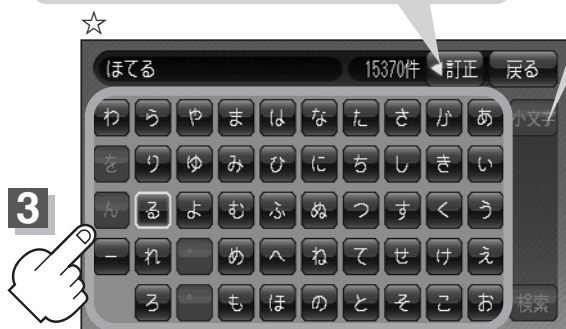 ☆
ほてる 15370件 ◀訂正 戻る
わ ら や ま は な た さ か あ 小文字
を り ゆ み ひ に ち し き い
3
ん る よ む ふ ぬ つ す く う
ー れ ゛ め へ ね て せ け え
ろ ゜ も ほ の と そ こ お 検索